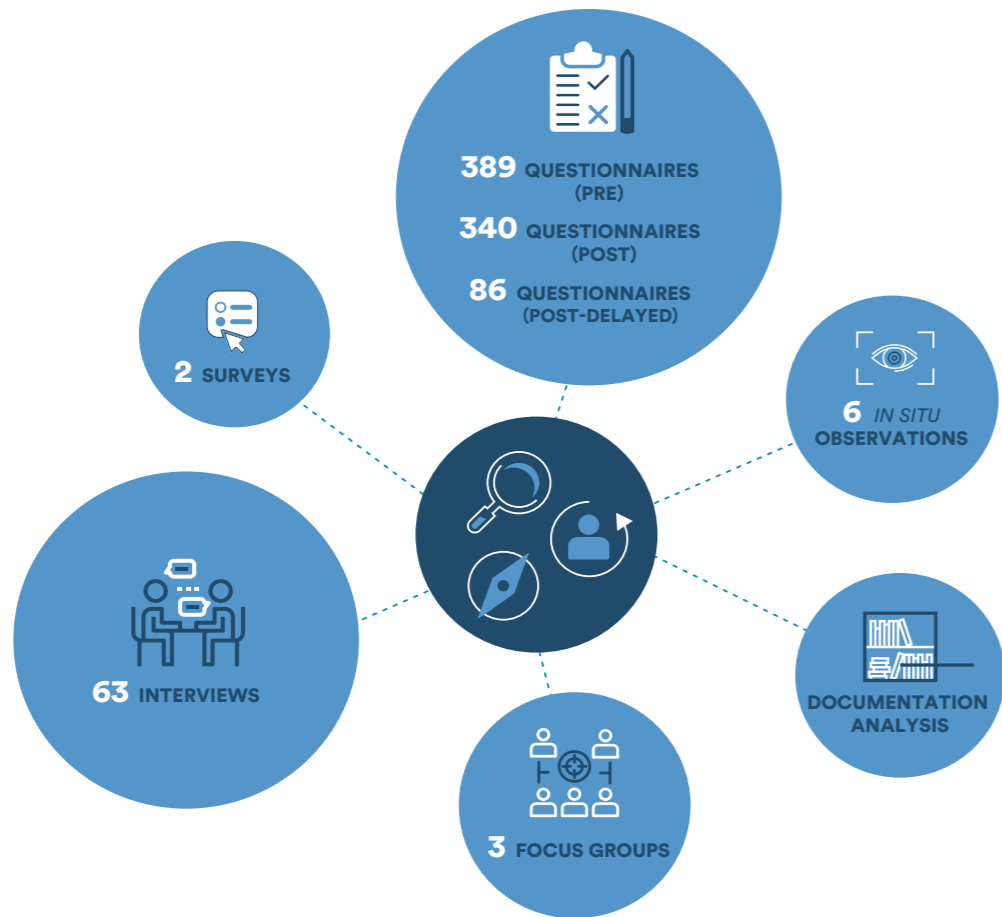 389 QUESTIONNAIRES
(PRE)
340 QUESTIONNAIRES
(POST)
86 QUESTIONNAIRES
(POST-DELAYED)
2 SURVEYS
6 IN SITU
OBSERVATIONS
63 INTERVIEWS
DOCUMENTATION
ANALYSIS
3 FOCUS GROUPS